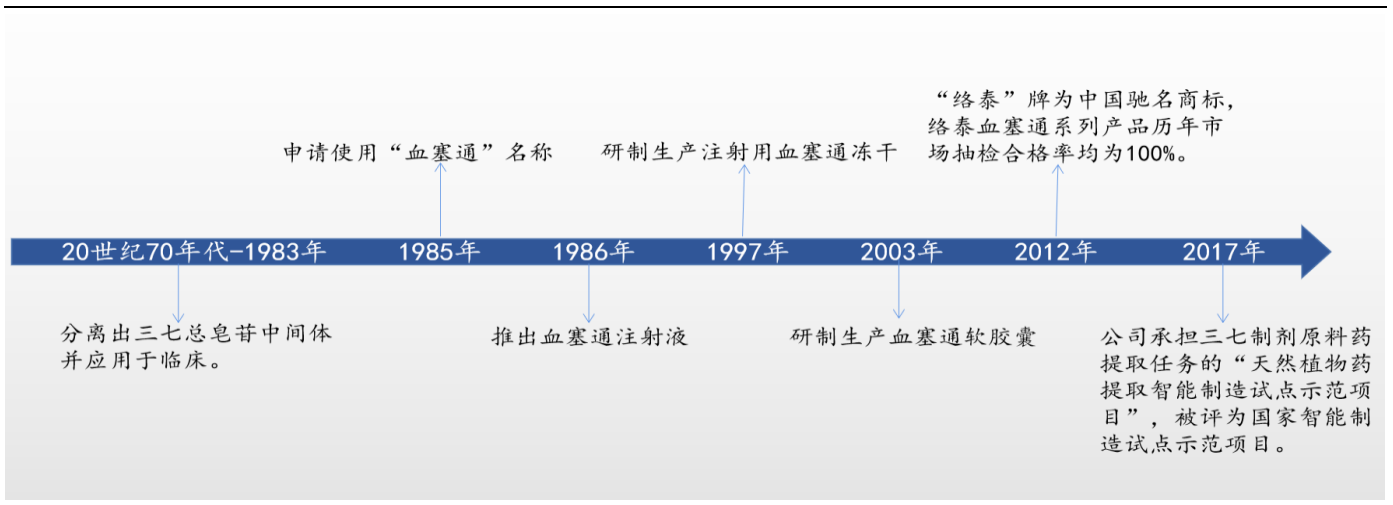 “络泰”牌为中国驰名商标，
络泰血塞通系列产品历年市
场抽检合格率均为100%。
申请使用“血塞通”名称
研制生产注射用血塞通冻干
20世纪70年代-1983年
1985年
1986年
1997年
2003年
2012年
2017年
分离出三七总皂苷中间体
并应用于临床。
推出血塞通注射液
研制生产血塞通软胶囊
公司承担三七制剂原料药
提取任务的“天然植物药
提取智能制造试点示范项
目”，被评为国家智能制
造试点示范项目。